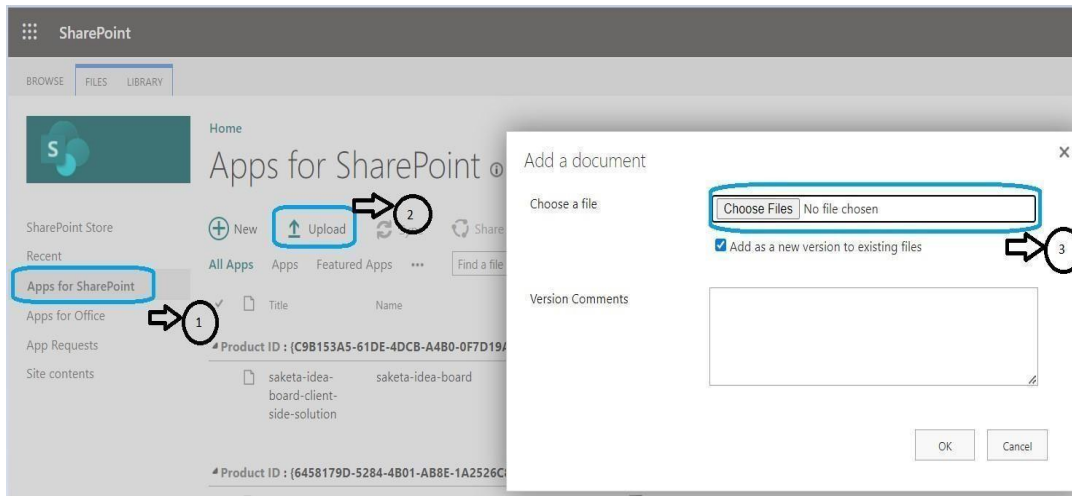 SharePoint
BROWSE FILES LIBRARY
S
Home
Apps for SharePoint
SharePoint Store
Recent
Apps for SharePoint
Apps for Office
App Requests
Site contents
1
New Upload Share
2
All Apps Apps Featured Apps ••• Find a file
Title Name
Product ID : {C9B153A5-61DE-4DCB-A4B0-0F7D19A
saketa-idea-
board-client-
side-solution
saketa-idea-board
Product ID : {6458179D-5284-4B01-AB8E-1A2526C
Add a document
Choose a file
Choose Files No file chosen
Add as a new version to existing files
3
Version Comments
OK Cancel